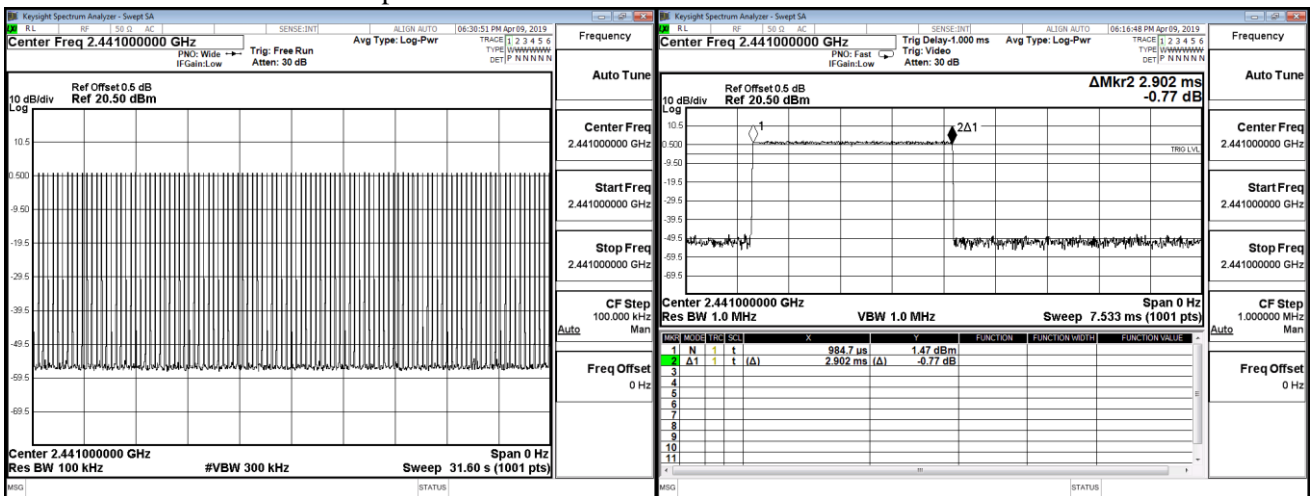 Keysight Spectrum Analyzer - Swept SA
RL RF 50 Ω AC SENSE:INT ALIGN AUTO 06:30:51 PM Apr 09, 2019
Center Freq 2.441000000 GHz
PNO: Wide
IFGain:Low
Trig: Free Run
Atten: 30 dB
Avg Type: Log-Pwr
TRACE 1 2 3 4 5 6
TYPE WWWWWW
DET P N N N N N
Ref Offset 0.5 dB
10 dB/div Ref 20.50 dBm
Log
10.5
0.500
-9.50
-19.5
-29.5
-39.5
-49.5
-59.5
-69.5
Center 2.441000000 GHz Span 0 Hz
Res BW 100 kHz #VBW 300 kHz Sweep 31.60 s (1001 pts)
MSG STATUS
Frequency
Auto Tune
Center Freq
2.441000000 GHz
Start Freq
2.441000000 GHz
Stop Freq
2.441000000 GHz
CF Step
100.000 kHz
Auto Man
Freq Offset
0 Hz
Keysight Spectrum Analyzer - Swept SA
RL RF 50 Ω AC SENSE:INT ALIGN AUTO 06:16:48 PM Apr 09, 2019
Center Freq 2.441000000 GHz
PNO: Fast
IFGain:Low
Trig Delay-1.000 ms
Trig: Video
Atten: 30 dB
Avg Type: Log-Pwr
TRACE 1 2 3 4 5 6
TYPE WWWWWW
DET P N N N N N
ΔMkr2 2.902 ms
-0.77 dB
Ref Offset 0.5 dB
10 dB/div Ref 20.50 dBm
Log
10.5
0.500
-9.50
-19.5
-29.5
-39.5
-49.5
-59.5
-69.5
1
2Δ1
TRIG LVL
Center 2.441000000 GHz Span 0 Hz
Res BW 1.0 MHz VBW 1.0 MHz Sweep 7.533 ms (1001 pts)
MKR MODE TRC SCL X Y FUNCTION FUNCTION WIDTH FUNCTION VALUE
1 N 1 t 984.7 µs 1.47 dBm
2 Δ1 1 t (Δ) 2.902 ms (Δ) -0.77 dB
3
4
5
6
7
8
9
10
11
MSG STATUS
Frequency
Auto Tune
Center Freq
2.441000000 GHz
Start Freq
2.441000000 GHz
Stop Freq
2.441000000 GHz
CF Step
1.000000 MHz
Auto Man
Freq Offset
0 Hz